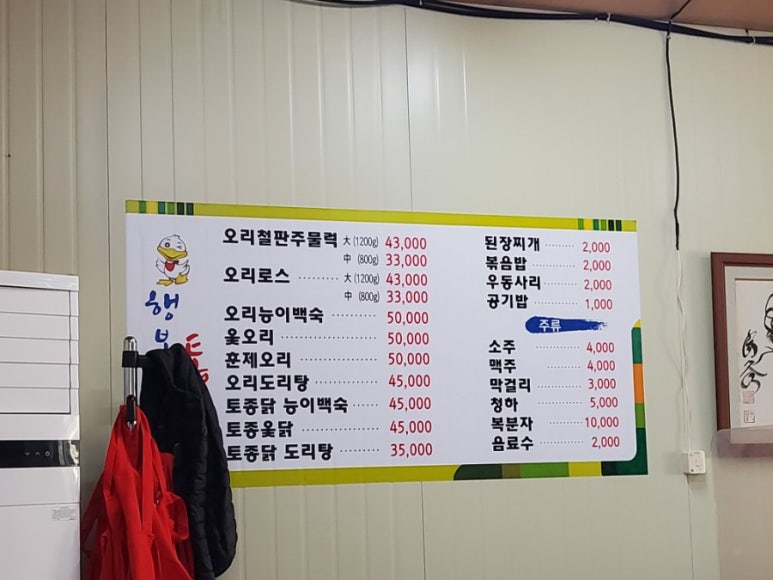 행
오리철판주물럭 大 (1200g) 43,000
中 (800g) 33,000
오리로스 大 (1200g) 43,000
中 (800g) 33,000
오리능이백숙 50,000
옻오리 50,000
훈제오리 50,000
오리도리탕 45,000
토종닭 능이백숙 45,000
토종옻닭 45,000
토종닭 도리탕 35,000
된장찌개 2,000
볶음밥 2,000
우동사리 2,000
공기밥 1,000
주류
소주 4,000
맥주 4,000
막걸리 3,000
청하 5,000
복분자 10,000
음료수 2,000